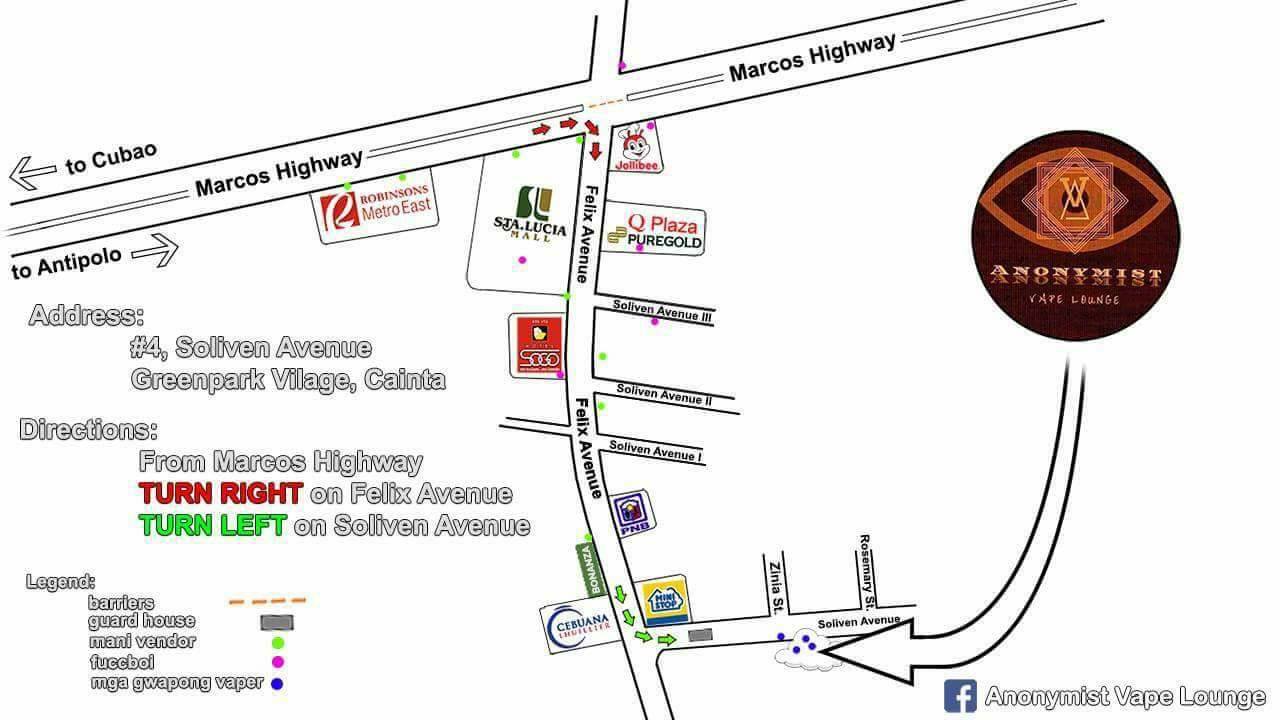 Marcos Highway
to Cubao
Marcos Highway
to Antipolo
ROBINSONS
MetroEast
STA.LUCIA
MALL
Felix Avenue
Jollibee
Q Plaza
PUREGOLD
Soliven Avenue III
HOTEL
SOGO
Soliven Avenue II
Felix Avenue
Soliven Avenue I
PNB
BONANZA
MINI
STOP
CEBUANA
LHUILLIER
Zinia St.
Rosemary St.
Soliven Avenue
VA
ANONYMIST
ANONYMIST
VAPE LOUNGE
Address:
#4, Soliven Avenue
Greenpark Vilage, Cainta
Directions:
From Marcos Highway
TURN RIGHT on Felix Avenue
TURN LEFT on Soliven Avenue
Legend:
barriers
guard house
mani vendor
fuccboi
mga gwapong vaper
f Anonymist Vape Lounge